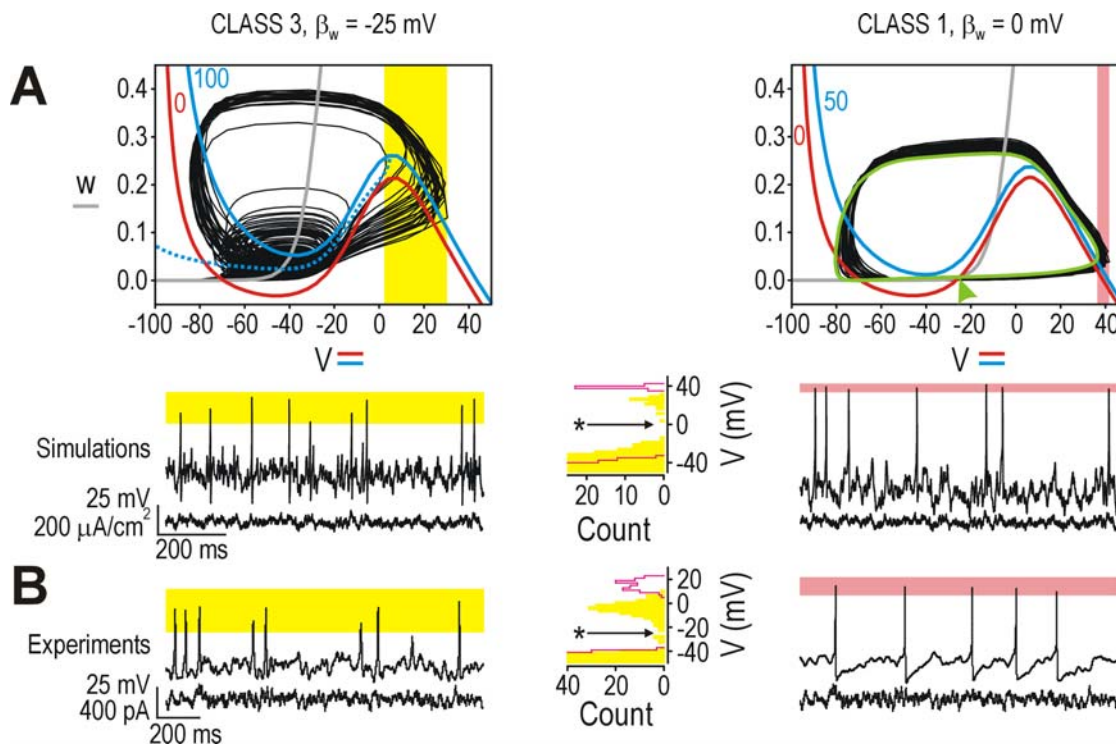 CLASS 3, βw = -25 mV
CLASS 1, βw = 0 mV
A
0.4
0.3
0.2
0.1
0.0
w
0
100
-100 -80 -60 -40 -20 0 20 40
V
0.4
0.3
0.2
0.1
0.0
0
50
-100 -80 -60 -40 -20 0 20 40
V
Simulations
25 mV
200 μA/cm2
200 ms
*
40
0
-40
V (mV)
20 10 0
Count
B
Experiments
25 mV
400 pA
200 ms
*
20
0
-20
-40
V (mV)
40 20 0
Count